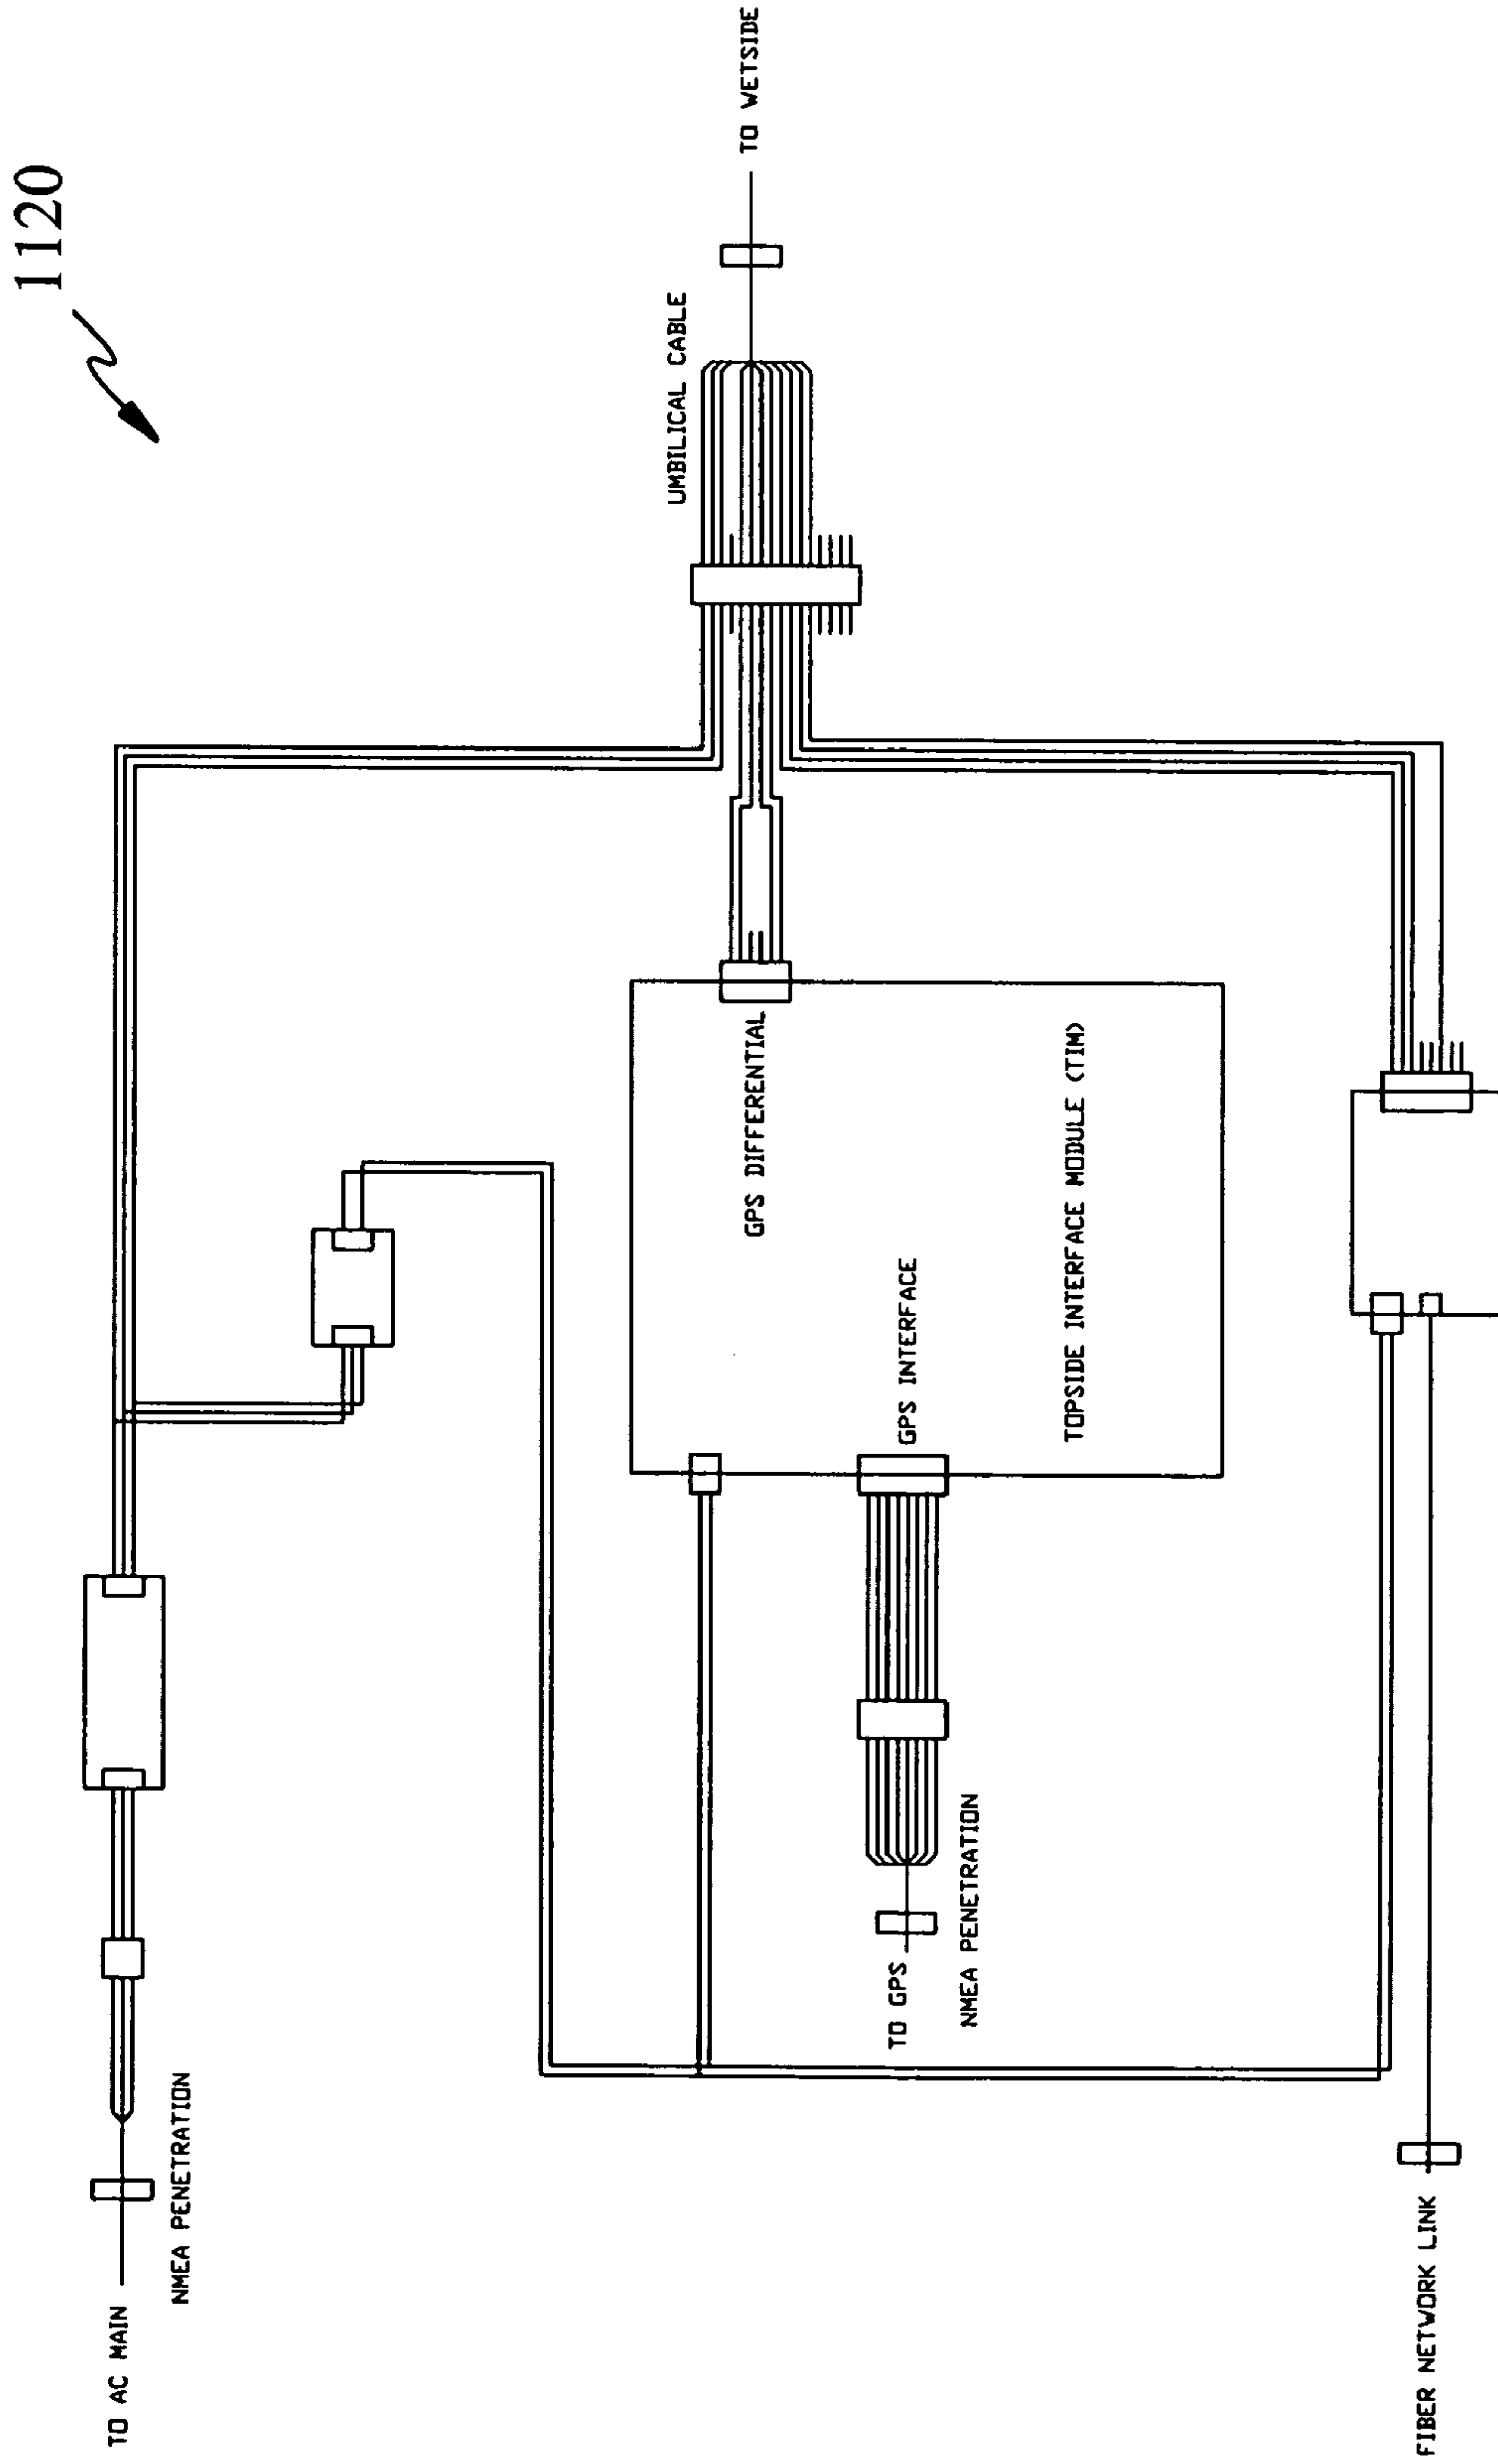 1120
TO AC MAIN
NMEA PENETRATION
UMBILICAL CABLE
TO WETSIDE
GPS DIFFERENTIAL
GPS INTERFACE
TO GPS
NMEA PENETRATION
TOPSIDE INTERFACE MODULE (TIM)
FIBER NETWORK LINK